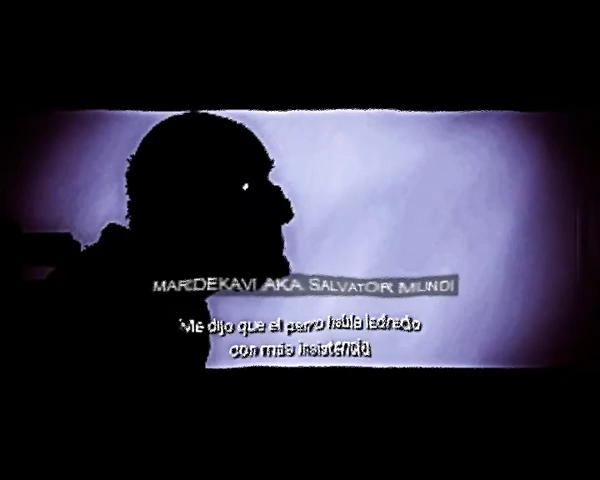 MARDEKAVI AKA SALVATOR MUNDI
Me dijo que el perro había ladrado
con más insistencia